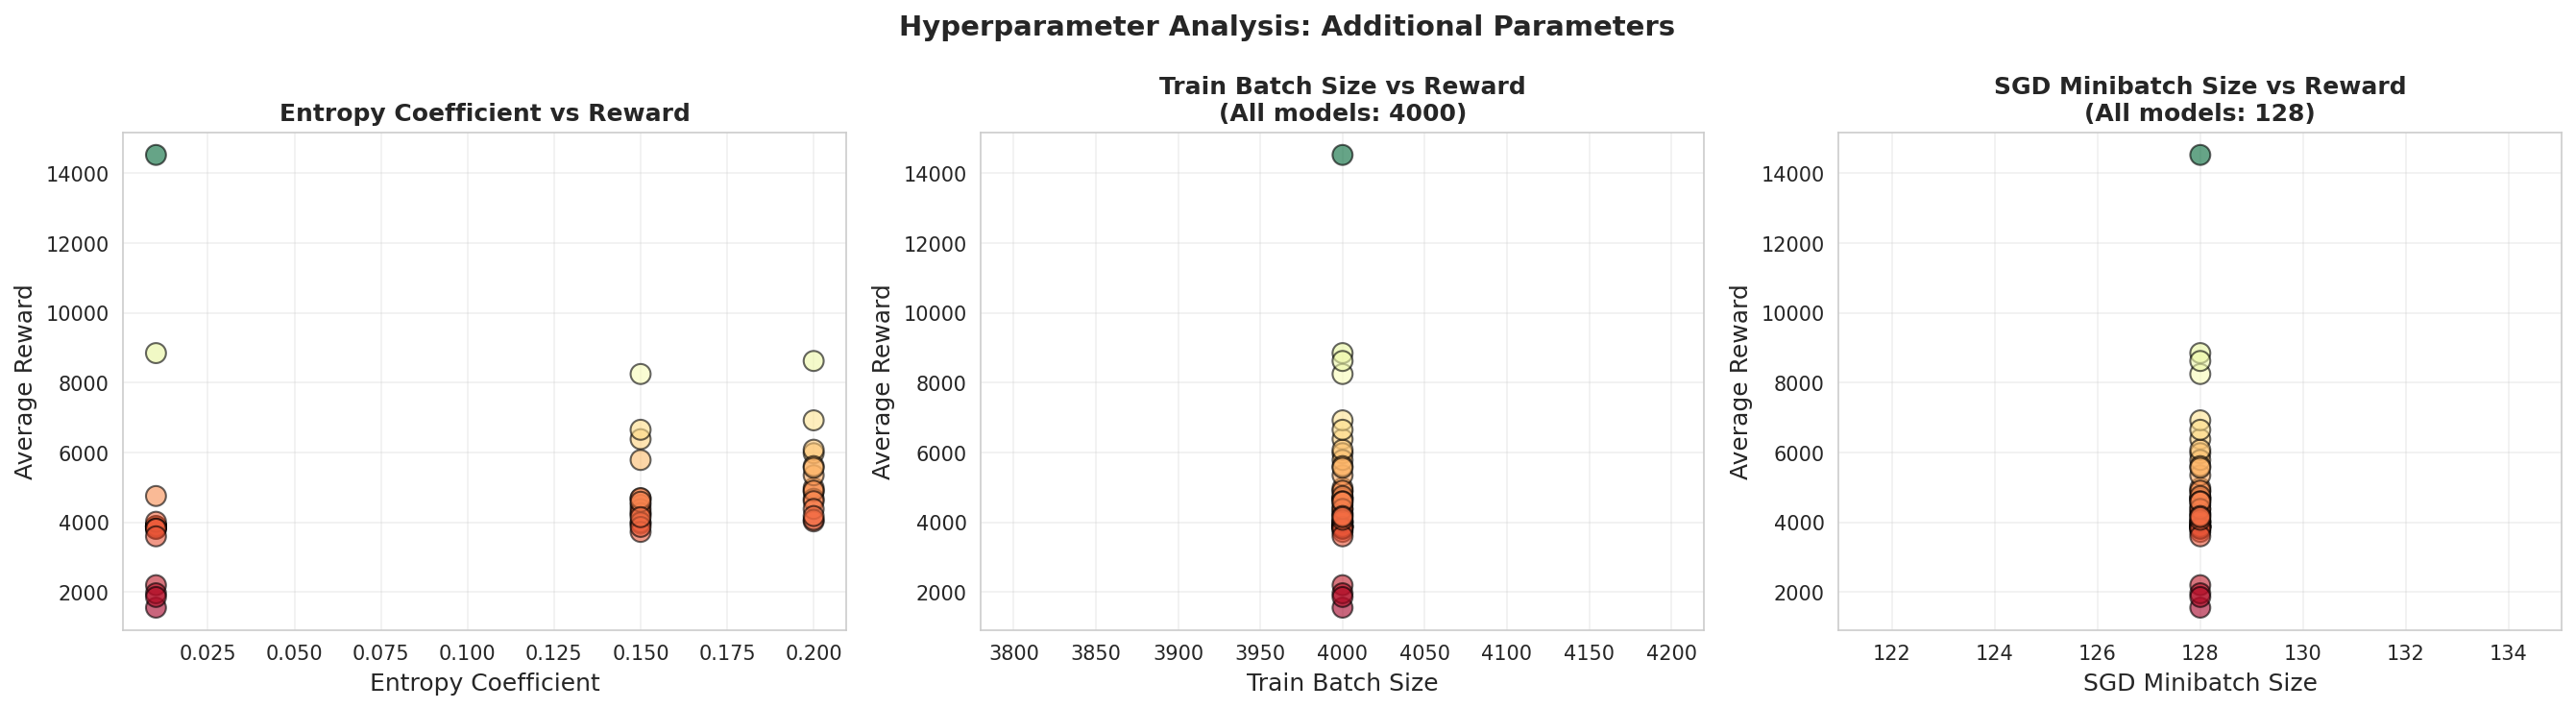 Hyperparameter Analysis: Additional Parameters
Entropy Coefficient vs Reward
Average Reward
14000
12000
10000
8000
6000
4000
2000
0.025 0.050 0.075 0.100 0.125 0.150 0.175 0.200
Entropy Coefficient
Train Batch Size vs Reward
(All models: 4000)
Average Reward
14000
12000
10000
8000
6000
4000
2000
3800 3850 3900 3950 4000 4050 4100 4150 4200
Train Batch Size
SGD Minibatch Size vs Reward
(All models: 128)
Average Reward
14000
12000
10000
8000
6000
4000
2000
122 124 126 128 130 132 134
SGD Minibatch Size